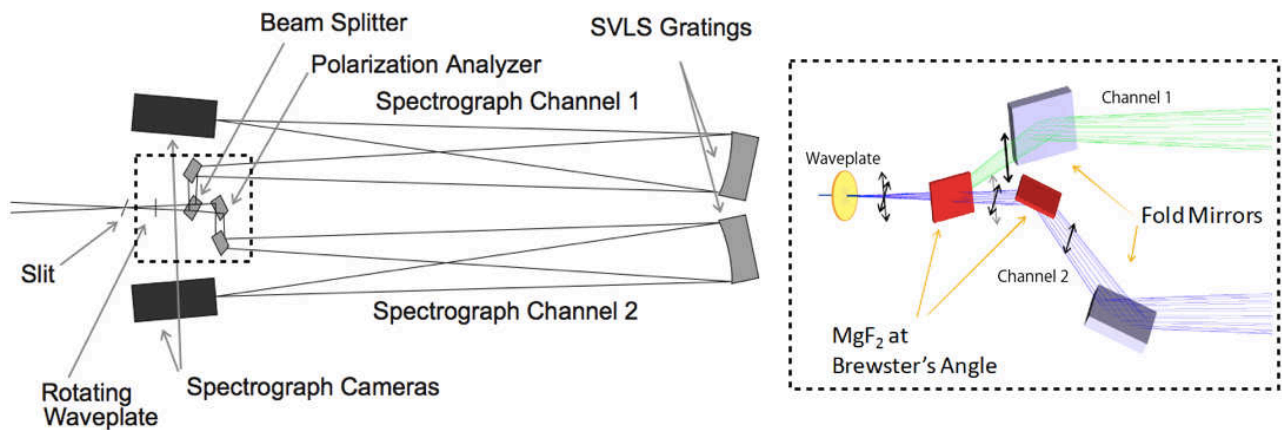 Beam Splitter
Polarization Analyzer
SVLS Gratings
Spectrograph Channel 1
Slit
Spectrograph Channel 2
Rotating
Waveplate
Spectrograph Cameras
Channel 1
Waveplate
Fold Mirrors
Channel 2
MgF₂ at
Brewster's Angle